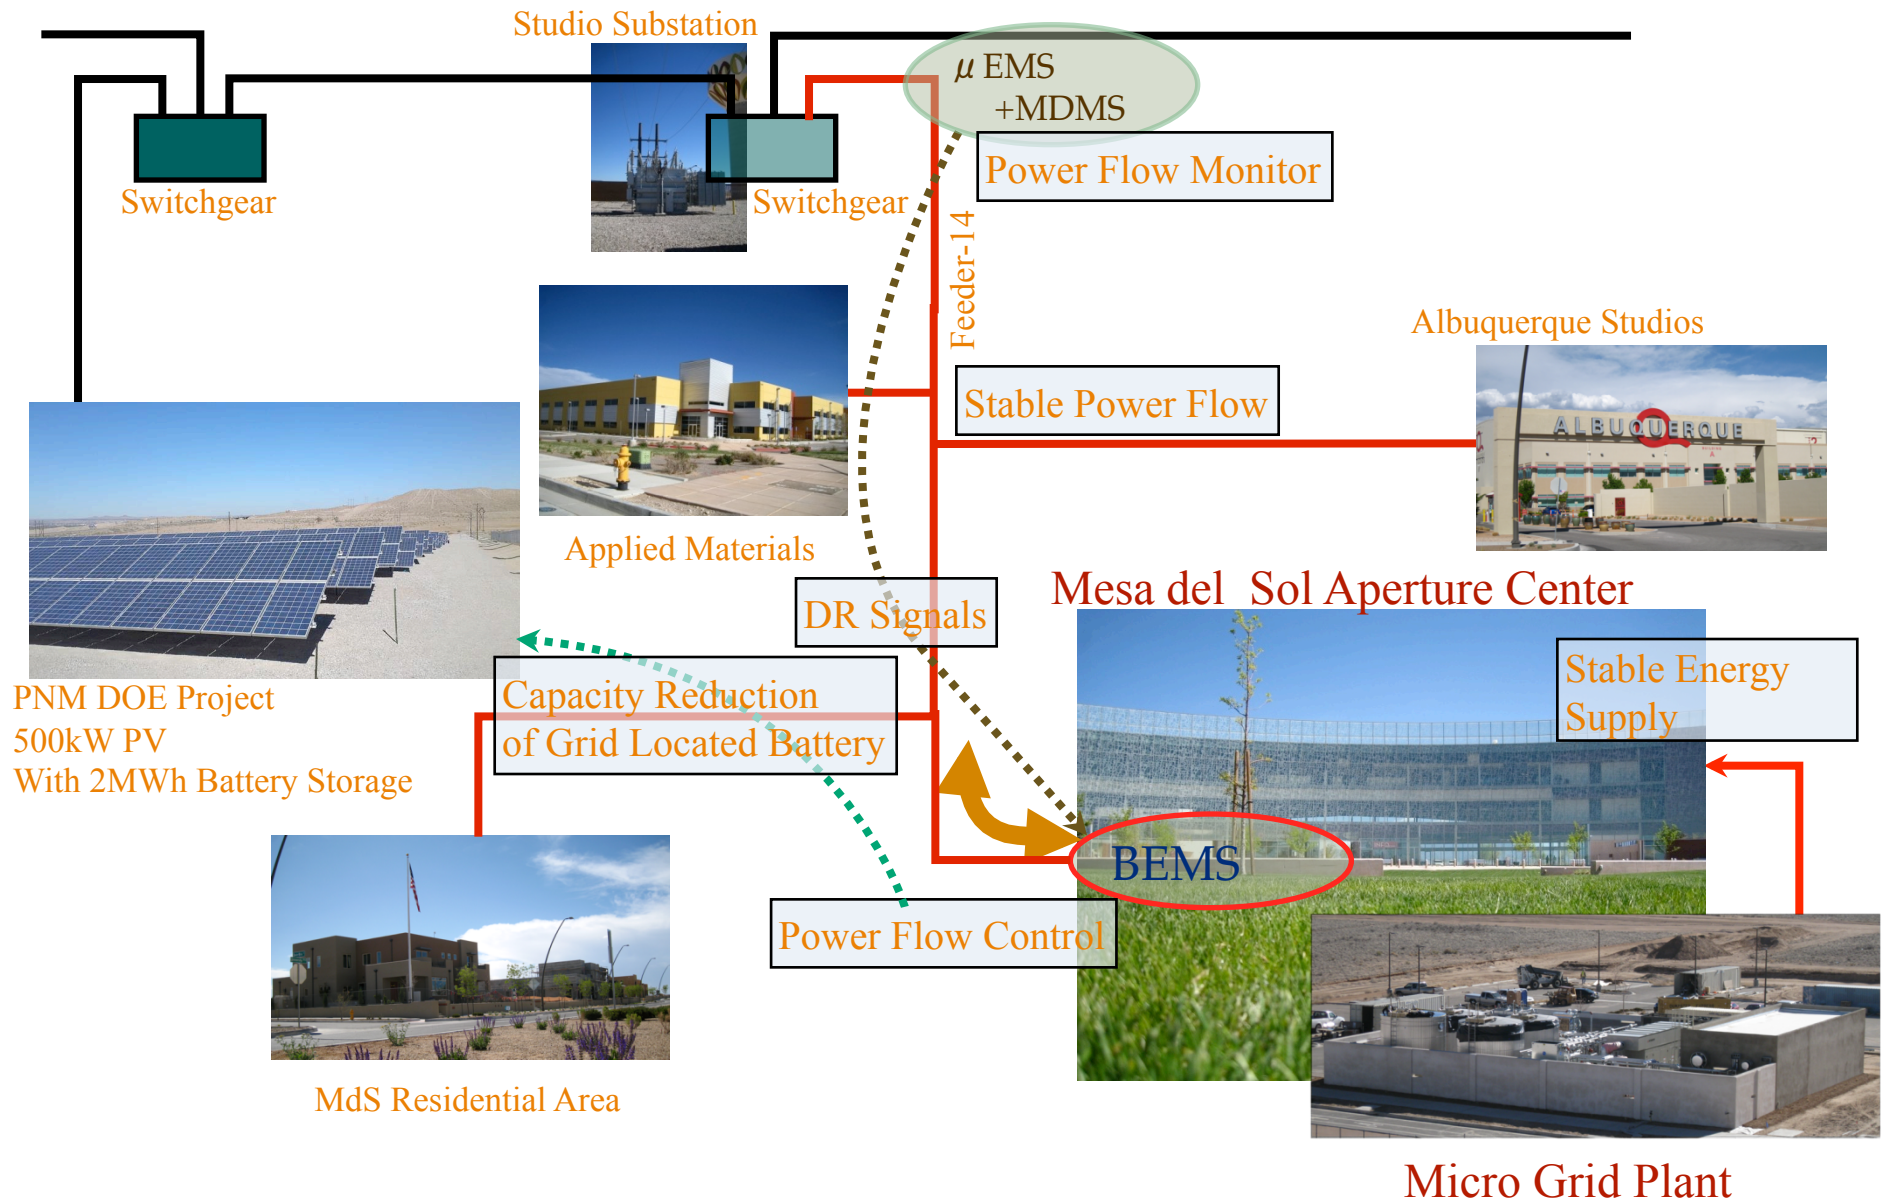 Studio Substation
μ EMS
+MDMS
Power Flow Monitor
Switchgear
Switchgear
Feeder-14
Albuquerque Studios
ALBUQUERQUE
Stable Power Flow
Applied Materials
Mesa del Sol Aperture Center
DR Signals
Stable Energy
Supply
Capacity Reduction
of Grid Located Battery
PNM DOE Project
500kW PV
With 2MWh Battery Storage
BEMS
Power Flow Control
MdS Residential Area
Micro Grid Plant